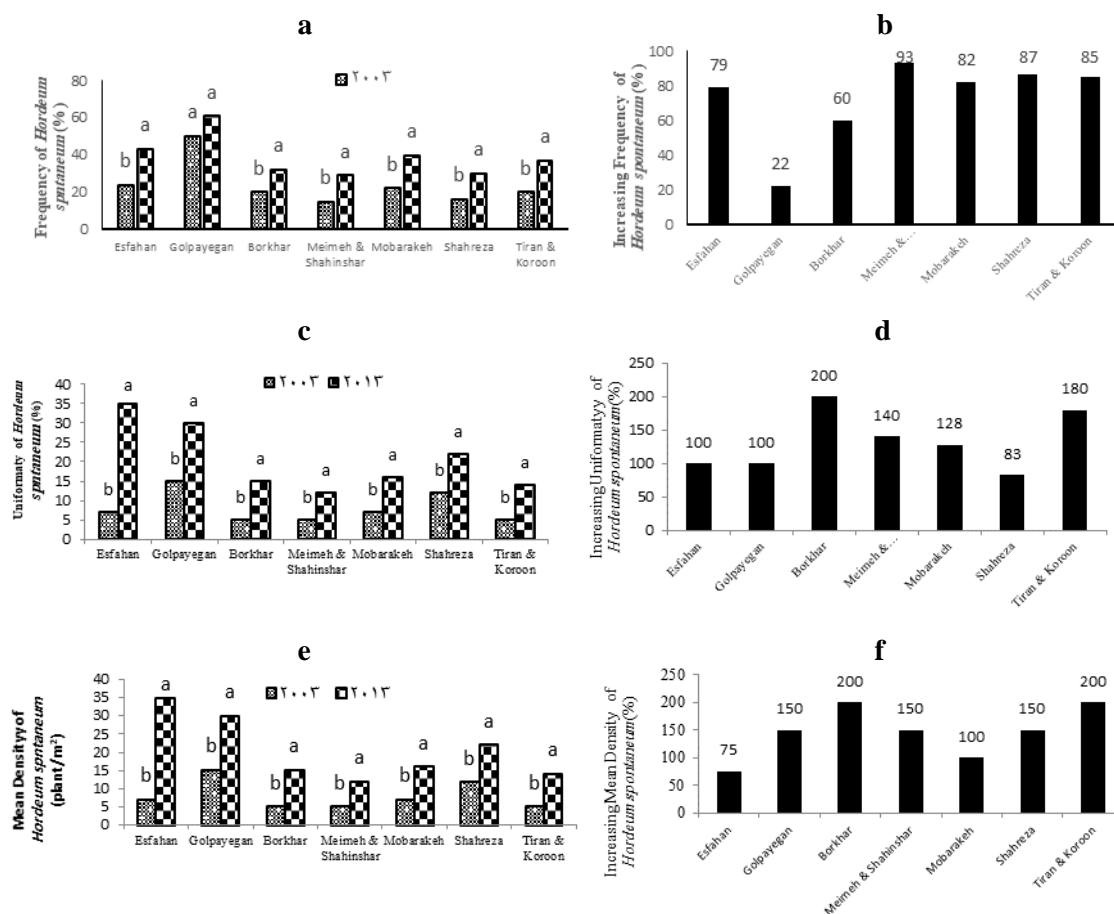 a
Frequency of Hordeum
spntaneum (%)
۲۰۰۳
80
60
40
20
0
b a a a b a b a b a b a b a
Esfahan Golpayegan Borkhar Meimeh & Mobarakeh Shahreza Tiran &
Shahinshar Koroon
b
Increasing Frequency of
Hordeum spontaneum (%)
100
80
60
40
20
0
79 22 60 93 82 87 85
Esfahan Golpayegan Borkhar Meimeh &... Mobarakeh Shahreza Tiran & Koroon
c
Uniformaty of Hordeum
spntaneum (%)
۲۰۰۳ ۲۰۱۳
40
35
30
25
20
15
10
5
0
b a b a b a b a b a b a b a
Esfahan Golpayegan Borkhar Meimeh & Mobarakeh Shahreza Tiran &
Shahinshar Koroon
d
Increasing Uniformatyy of
Hordeum spontaneum(%)
250
200
150
100
50
0
100 100 200 140 128 83 180
Esfahan Golpayegan Borkhar Meimeh &... Mobarakeh Shahreza Tiran & Koroon
e
Mean Densityy of
Hordeum spntaneum
(plant/m²)
۲۰۰۳ ۲۰۱۳
40
35
30
25
20
15
10
5
0
b a b a b a b a b a b a b a
Esfahan Golpayegan Borkhar Meimeh & Mobarakeh Shahreza Tiran &
Shahinshar Koroon
f
Increasing Mean Density of
Hordeum spontaneum(%)
250
200
150
100
50
0
75 150 200 150 100 150 200
Esfahan Golpayegan Borkhar Meimeh & Shahinshar Mobarakeh Shahreza Tiran & Koroon